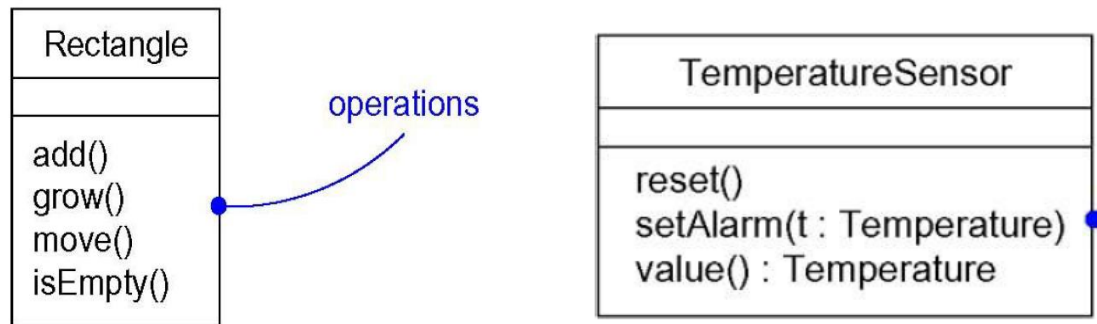 Rectangle
add()
grow()
move()
isEmpty()
operations
TemperatureSensor
reset()
setAlarm(t : Temperature)
value() : Temperature